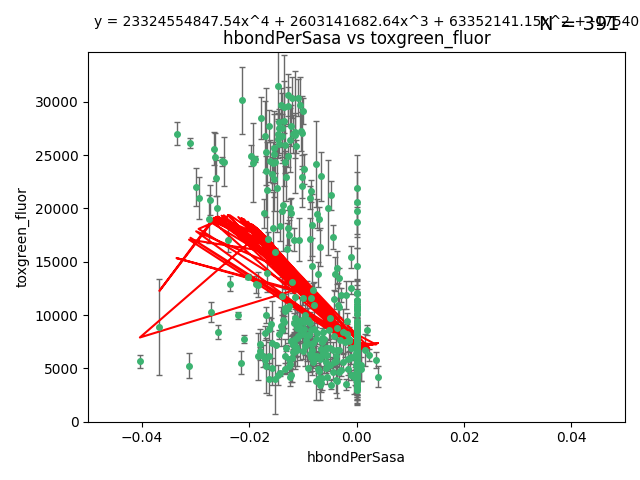 y = 23324554847.54x^4 + 2603141682.64x^3 + 63352141.15x^2 +
N = 391
hbondPerSasa vs toxgreen_fluor
30000
25000
20000
15000
10000
5000
0
toxgreen_fluor
−0.04
−0.02
0.00
0.02
0.04
hbondPerSasa